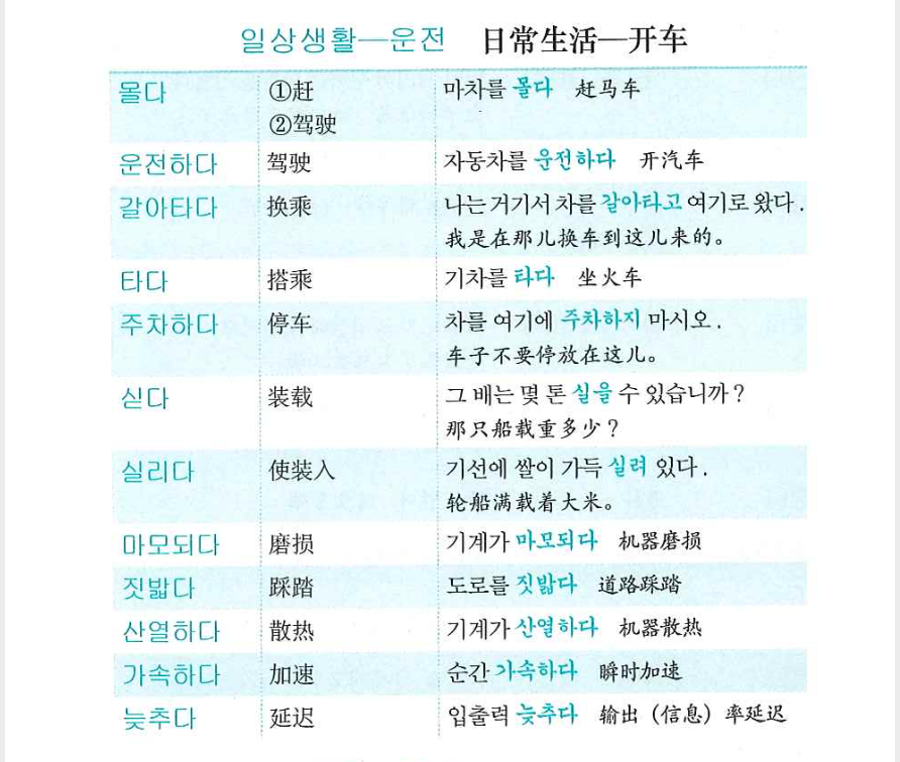 일상생활—운전 日常生活—开车
몰다 ①赶 마차를 몰다 赶马车
②驾驶
운전하다 驾驶 자동차를 운전하다 开汽车
갈아타다 换乘 나는 거기서 차를 갈아타고 여기로 왔다.
我是在那儿换车到这儿来的。
타다 搭乘 기차를 타다 坐火车
주차하다 停车 차를 여기에 주차하지 마시오.
车子不要停放在这儿。
싣다 装载 그 배는 몇 톤 실을 수 있습니까?
那只船载重多少?
실리다 使装入 기선에 쌀이 가득 실려 있다.
轮船满载着大米。
마모되다 磨损 기계가 마모되다 机器磨损
짓밟다 踩踏 도로를 짓밟다 道路踩踏
산열하다 散热 기계가 산열하다 机器散热
가속하다 加速 순간 가속하다 瞬时加速
늦추다 延迟 입출력 늦추다 输出（信息）率延迟